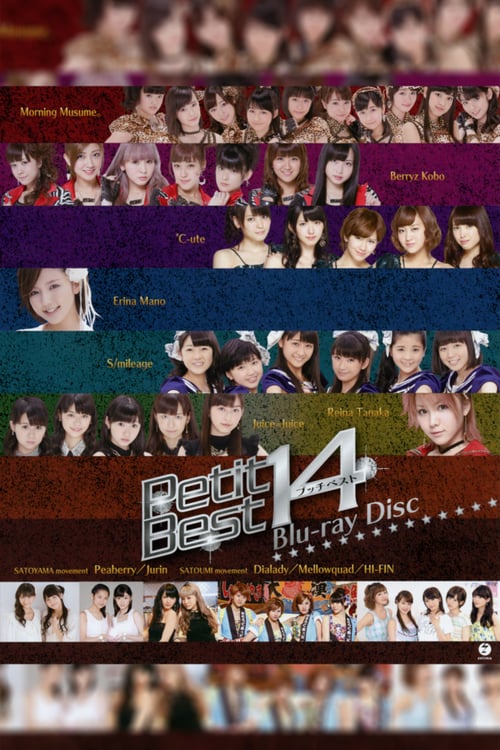 Morning Musume。
Berryz Kobo
°C-ute
Erina Mano
S/mileage
Juice=Juice
Reina Tanaka
Petit Best 14
プッチベスト
Blu-ray Disc
SATOYAMA movement Peaberry／Jurin SATOUMI movement Dialady／Mellowquad／HI-FIN